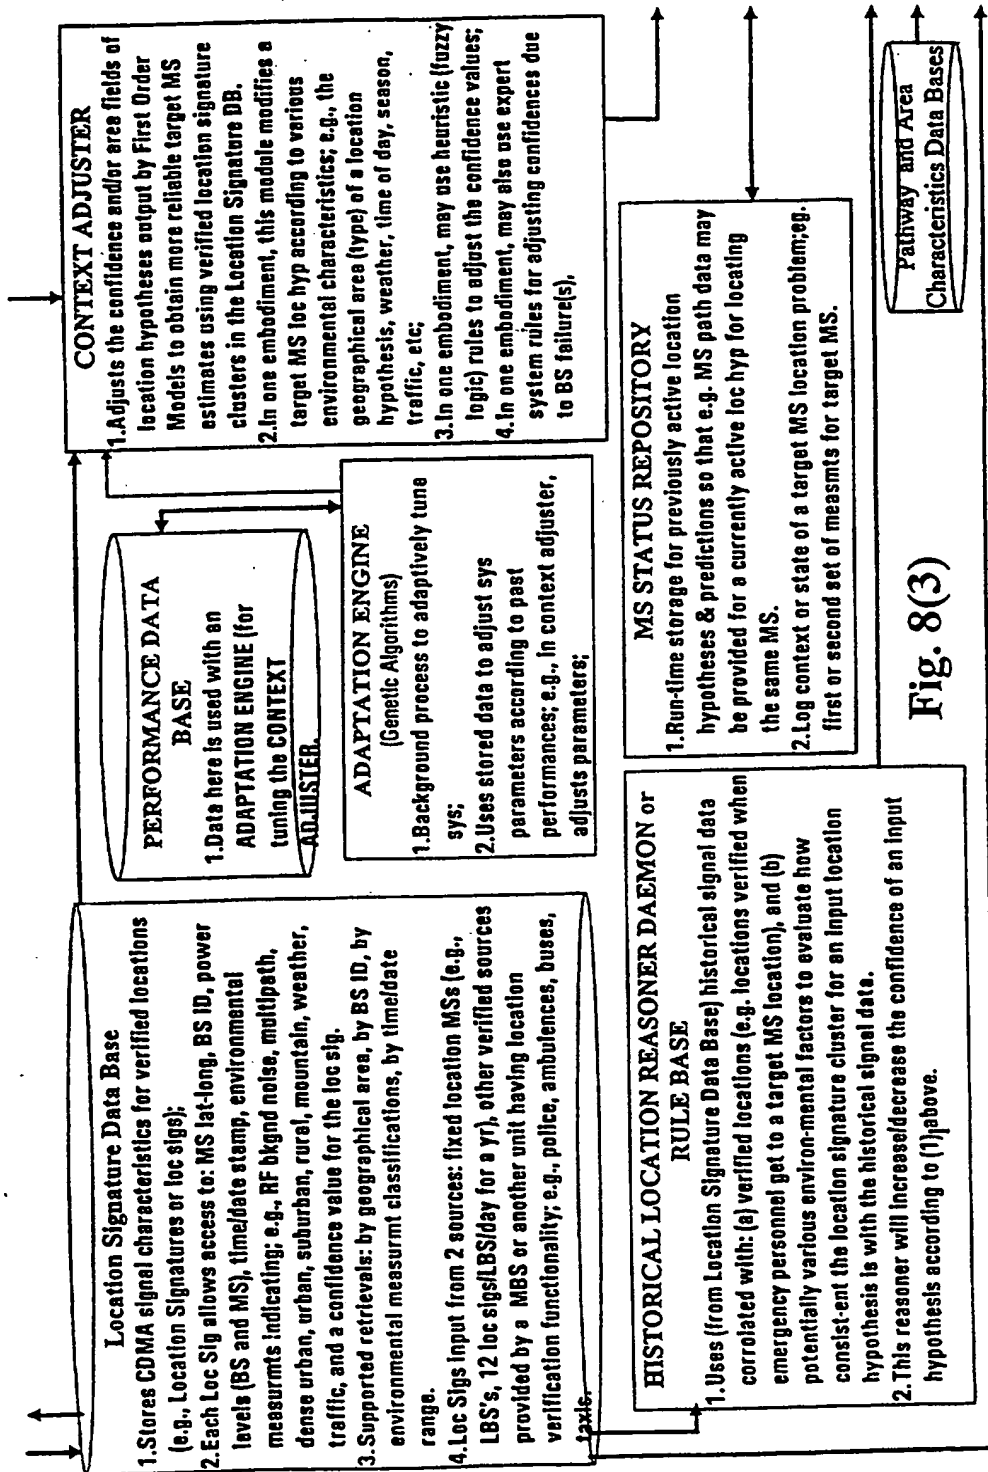 Location Signature Data Base
1.Stores CDMA signal characteristics for verified locations
(e.g., Location Signatures or loc sigs);
2.Each Loc Sig allows access to: MS lat-long, BS ID, power
levels (BS and MS), time/date stamp, environmental
measurmts indicating; e.g., RF bkgnd noise, multipath,
dense urban, urban, suburban, rural, mountain, weather,
traffic, and a confidence value for the loc sig.
3.Supported retrievals: by geographical area, by BS ID, by
environmental measurmt classifications, by time/date
range.
4.Loc Sigs input from 2 sources: fixed location MSs (e.g.,
LBS's, 12 loc sigs/LBS/day for a yr), other verified sources
provided by a MBS or another unit having location
verification functionality; e.g., police, ambulences, buses,
taxis.
PERFORMANCE DATA
BASE
1.Data here is used with an
ADAPTATION ENGINE (for
tuning the CONTEXT
ADJUSTER.
ADAPTATION ENGINE
(Genetic Algorithms)
1.Background process to adaptively tune
sys;
2.Uses stored data to adjust sys
parameters according to past
performances; e.g., in context adjuster,
adjusts parameters;
CONTEXT ADJUSTER
1.Adjusts the confidence and/or area fields of
location hypotheses output by First Order
Models to obtain more reliable target MS
estimates using verified location signature
clusters in the Location Signature DB.
2.In one embodiment, this module modifies a
target MS loc hyp according to various
environmental characteristics; e.g., the
geographical area (type) of a location
hypothesis, weather, time of day, season,
traffic, etc;
3.In one embodiment, may use heuristic (fuzzy
logic) rules to adjust the confidence values;
4.In one embodiment, may also use expert
system rules for adjusting confidences due
to BS failure(s),
HISTORICAL LOCATION REASONER DAEMON or
RULE BASE
1.Uses (from Location Signature Data Base) historical signal data
corrolated with: (a) verified locations (e.g. locations verified when
emergency personnel get to a target MS location), and (b)
potentially various environ-mental factors to evaluate how
consist-ent the location signature cluster for an input location
hypothesis is with the historical signal data.
2.This reasoner will increase/decrease the confidence of an input
hypothesis according to (1)above.
MS STATUS REPOSITORY
1.Run-time storage for previously active location
hypotheses & predictions so that e.g. MS path data may
be provided for a currently active loc hyp for locating
the same MS.
2.Log context or state of a target MS location problem;eg.
first or second set of measmts for target MS.
Pathway and Area
Characteristics Data Bases
Fig. 8(3)